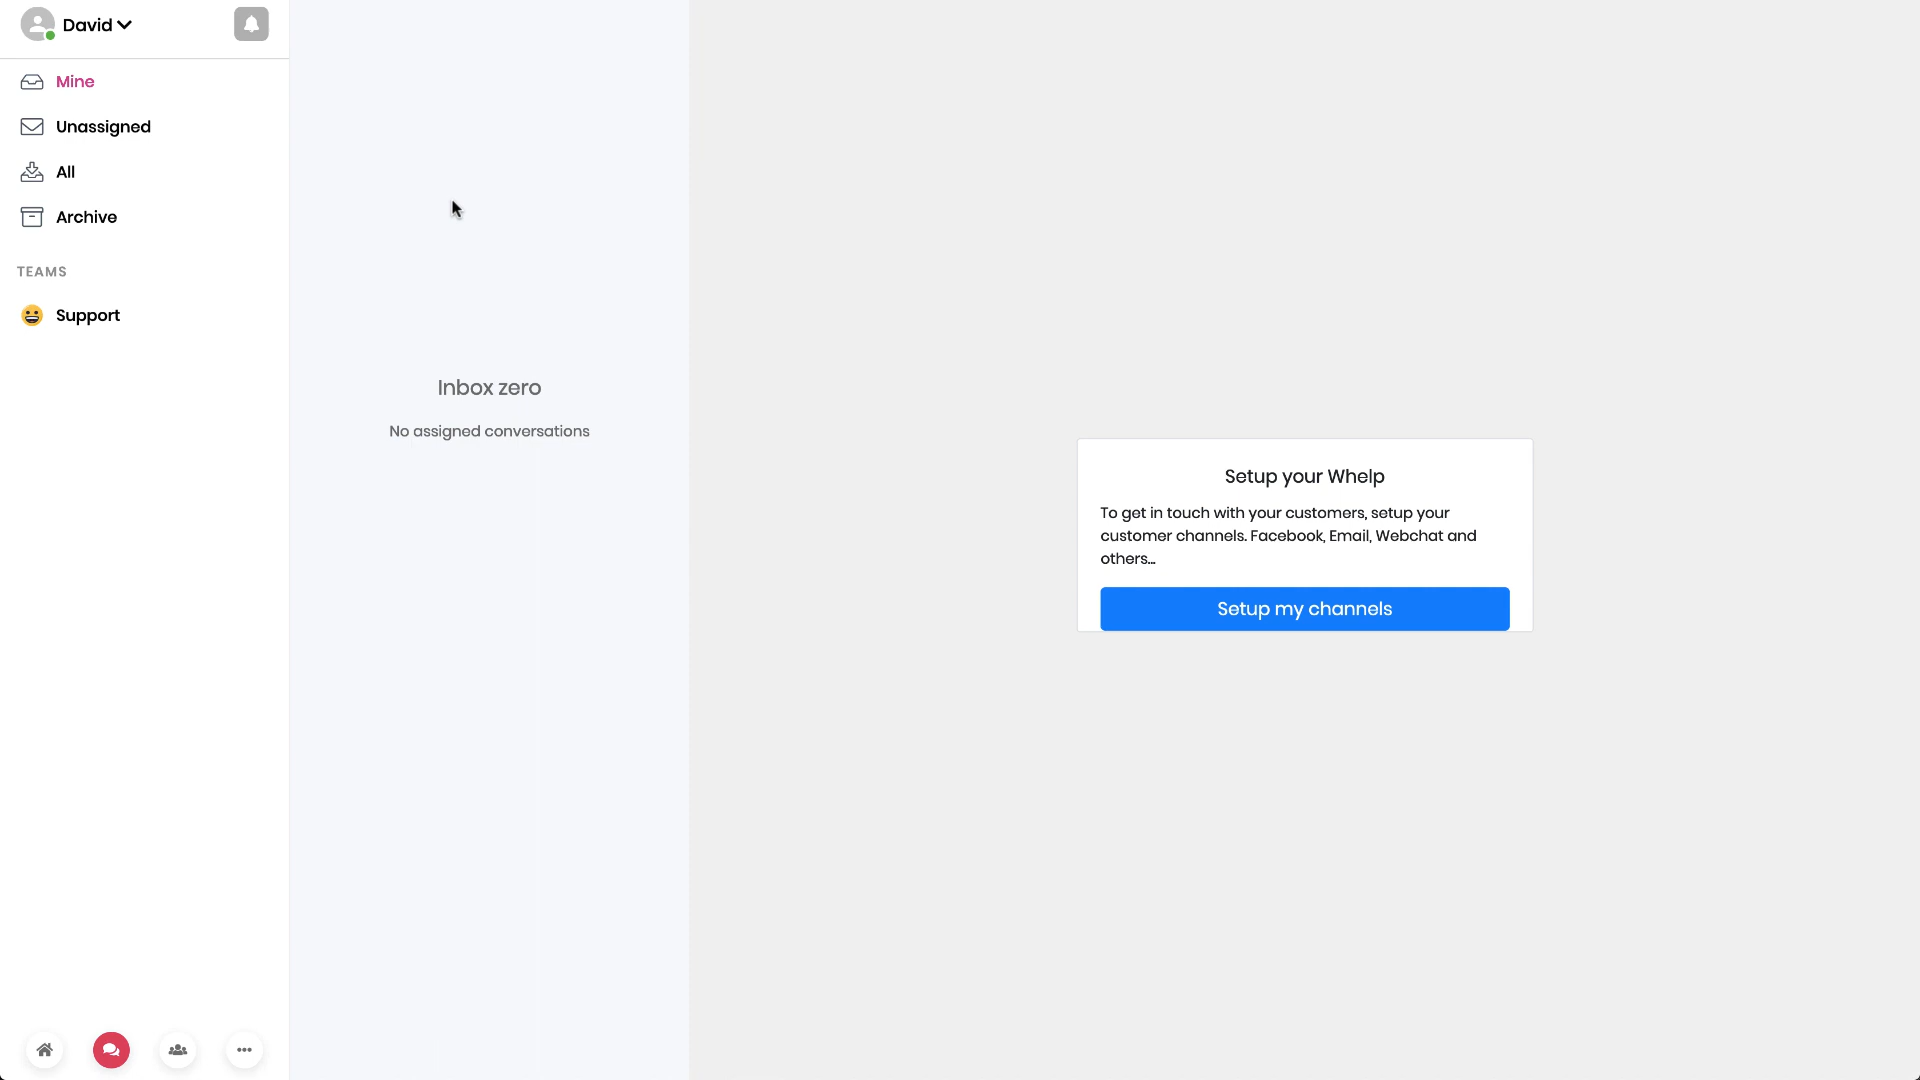 David
Mine
Unassigned
All
Archive
TEAMS
Support
Inbox zero
No assigned conversations
Setup your Whelp
To get in touch with your customers, setup your
customer channels. Facebook, Email, Webchat and
others...
Setup my channels